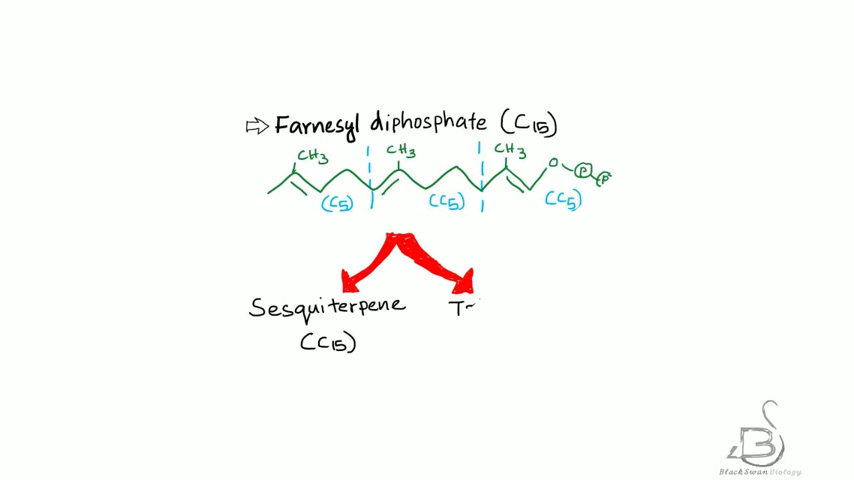 ⇨ Farnesyl diphosphate (C15)
CH3 CH3 CH3 O P P
(C5) (C5) (C5)
Sesquiterpene
(C15)
BlackSwan Biology